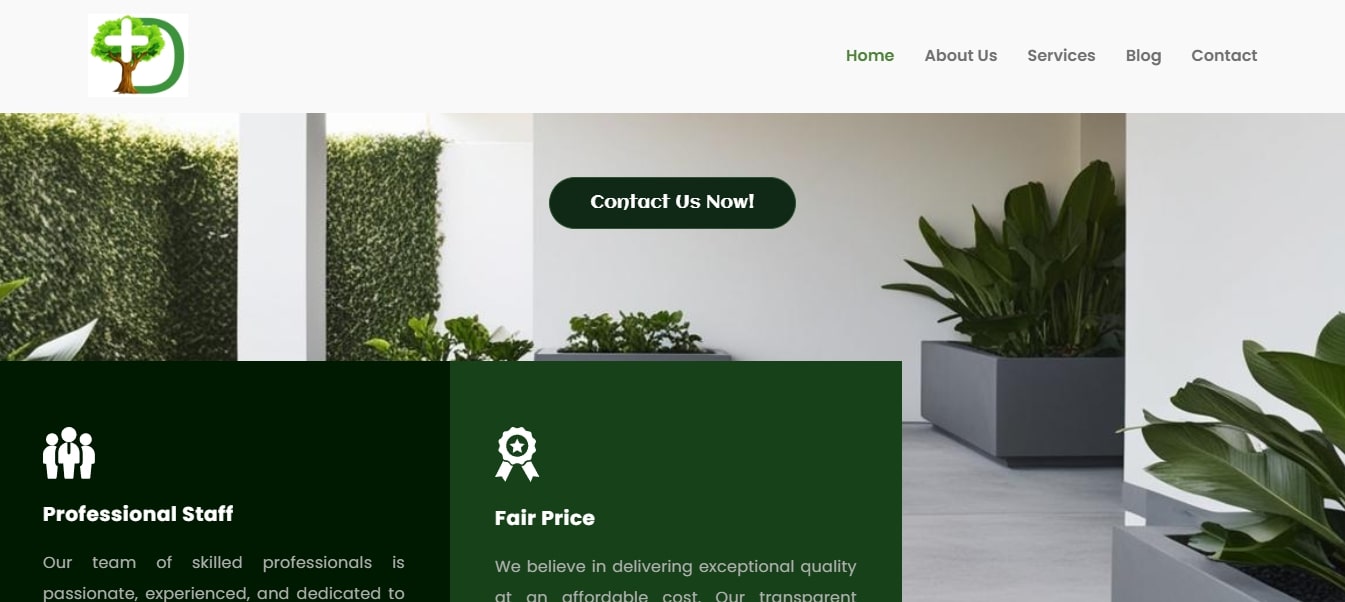 D
Home About Us Services Blog Contact
Contact Us Now!
Professional Staff
Our team of skilled professionals is
passionate, experienced, and dedicated to
Fair Price
We believe in delivering exceptional quality
at an affordable cost. Our transparent